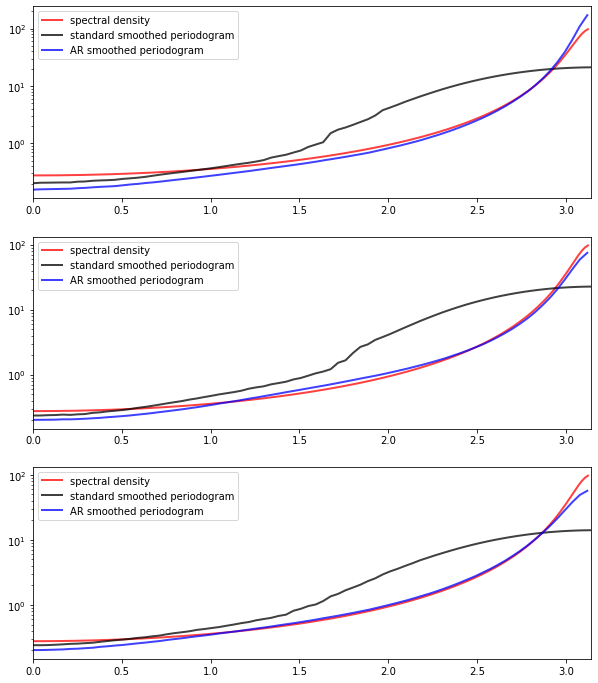 10²
10¹
10⁰
spectral density
standard smoothed periodogram
AR smoothed periodogram
0.0 0.5 1.0 1.5 2.0 2.5 3.0
10²
10¹
10⁰
spectral density
standard smoothed periodogram
AR smoothed periodogram
0.0 0.5 1.0 1.5 2.0 2.5 3.0
10²
10¹
10⁰
spectral density
standard smoothed periodogram
AR smoothed periodogram
0.0 0.5 1.0 1.5 2.0 2.5 3.0